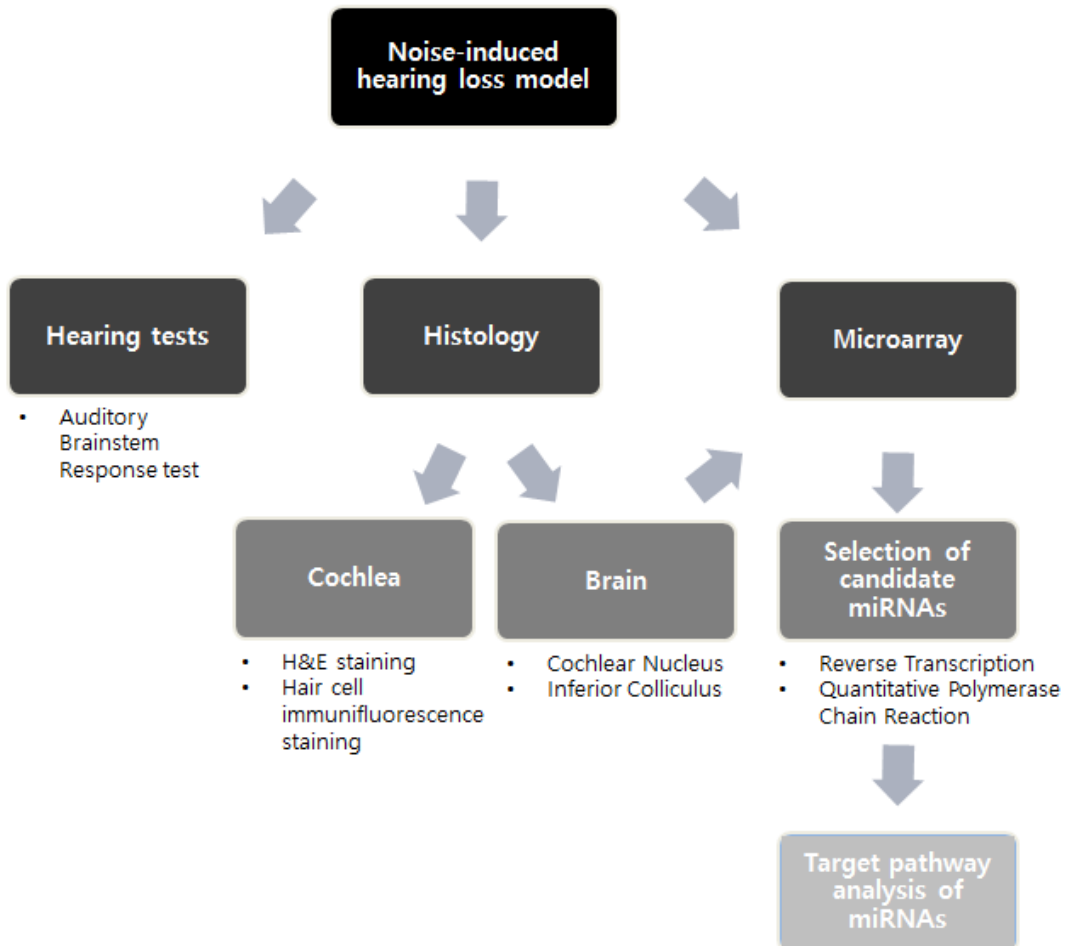 Noise-induced
hearing loss model
Hearing tests
Histology
Microarray
• Auditory
Brainstem
Response test
Cochlea
Brain
Selection of
candidate
miRNAs
• H&E staining
• Hair cell
immunifluorescence
staining
• Cochlear Nucleus
• Inferior Colliculus
• Reverse Transcription
• Quantitative Polymerase
Chain Reaction
Target pathway
analysis of
miRNAs